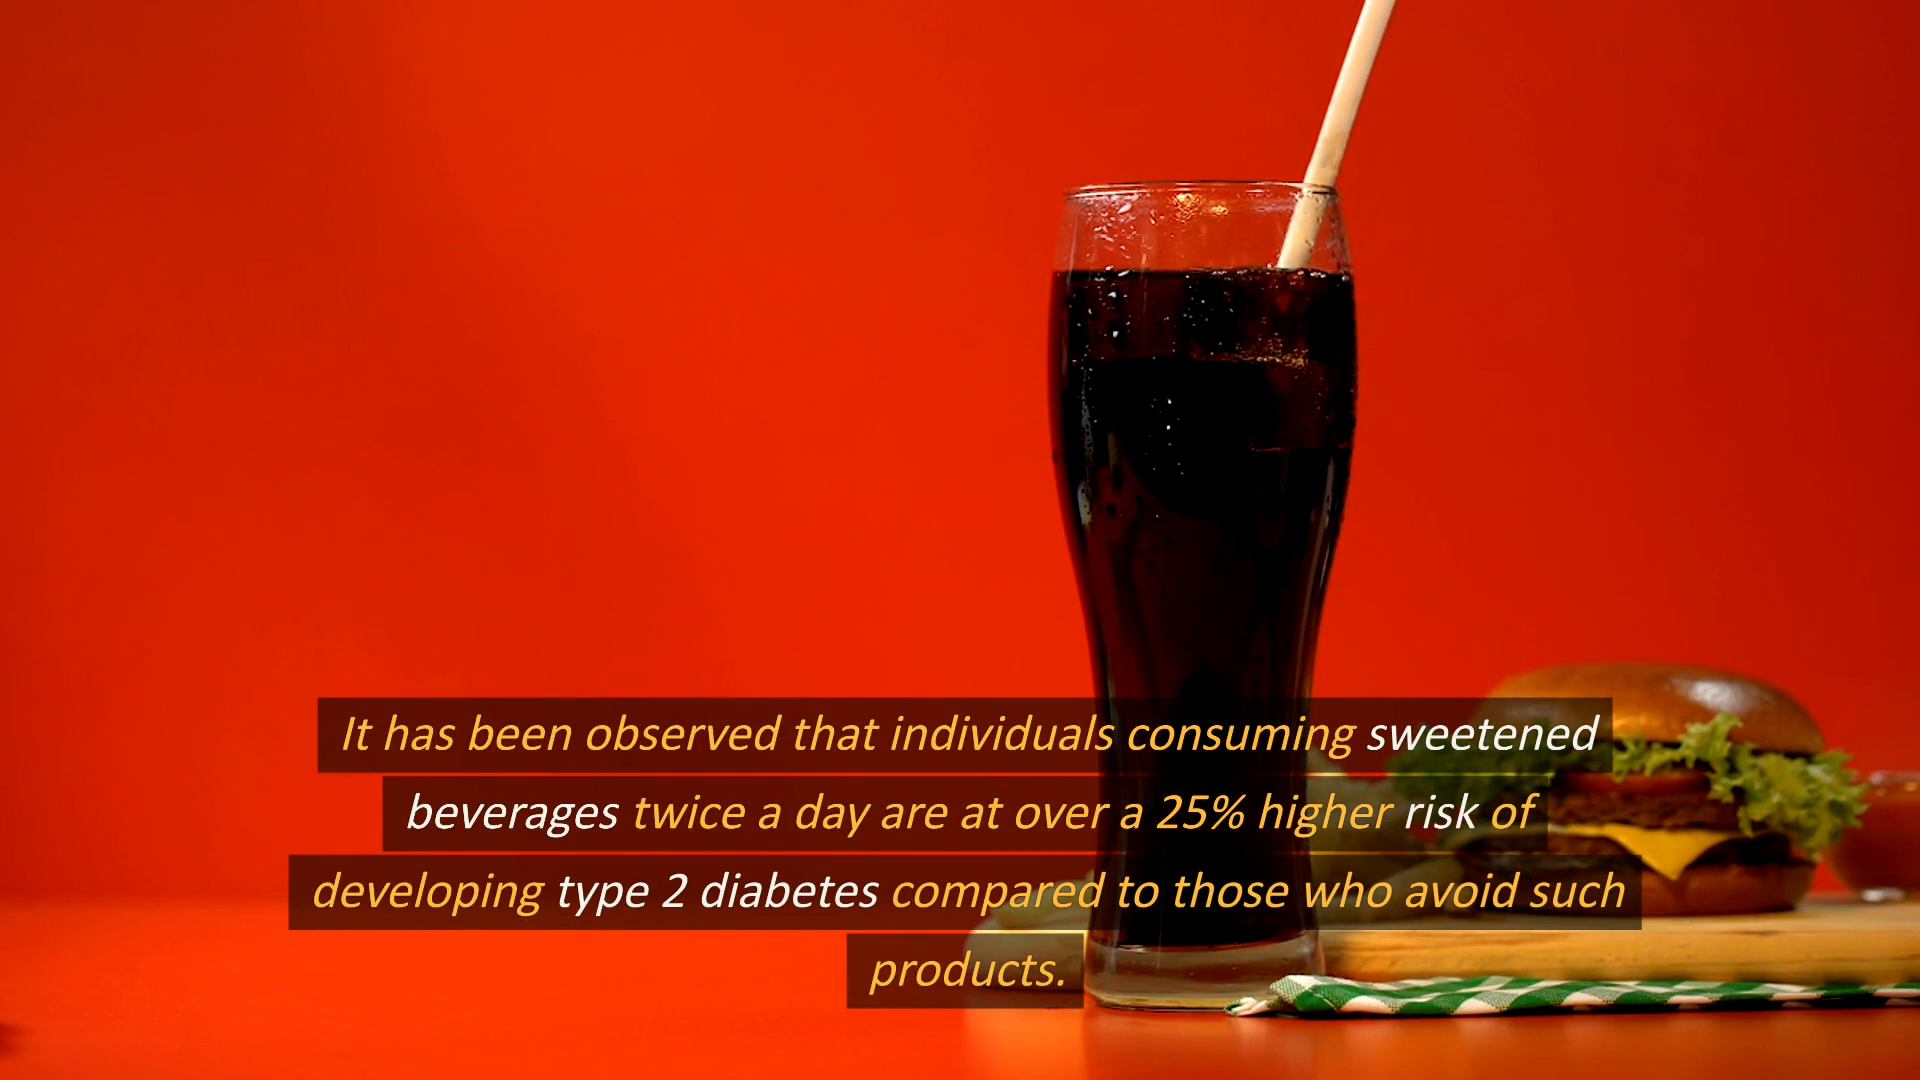 It has been observed that individuals consuming sweetened
beverages twice a day are at over a 25% higher risk of
developing type 2 diabetes compared to those who avoid such
products.